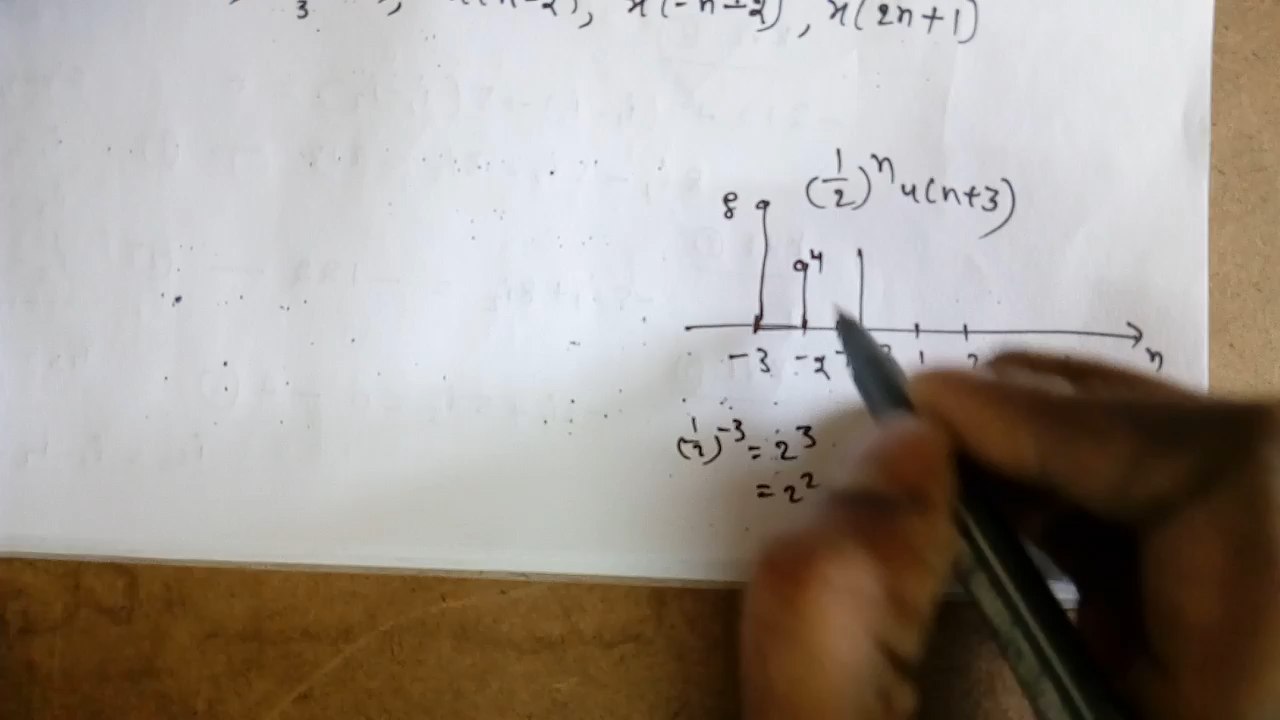 3 , x(n-2), x(-n-2), x(2n+1)
(1/2)^n u(n+3)
8
4
-3 -2 1 2 n
(1/2)^-3 = 2^3
= 2^2